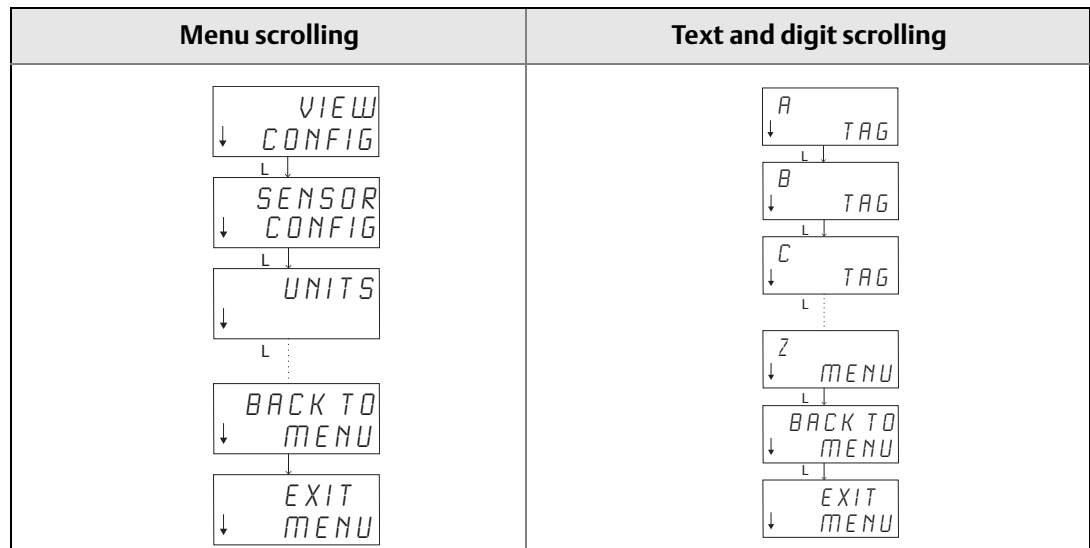 Menu scrolling
VIEW
↓ CONFIG
L
SENSOR
↓ CONFIG
L
UNITS
↓
L
BACK TO
↓ MENU
EXIT
↓ MENU
Text and digit scrolling
A
↓ TAG
L
B
↓ TAG
L
C
↓ TAG
L
Z
↓ MENU
L
BACK TO
↓ MENU
L
EXIT
↓ MENU